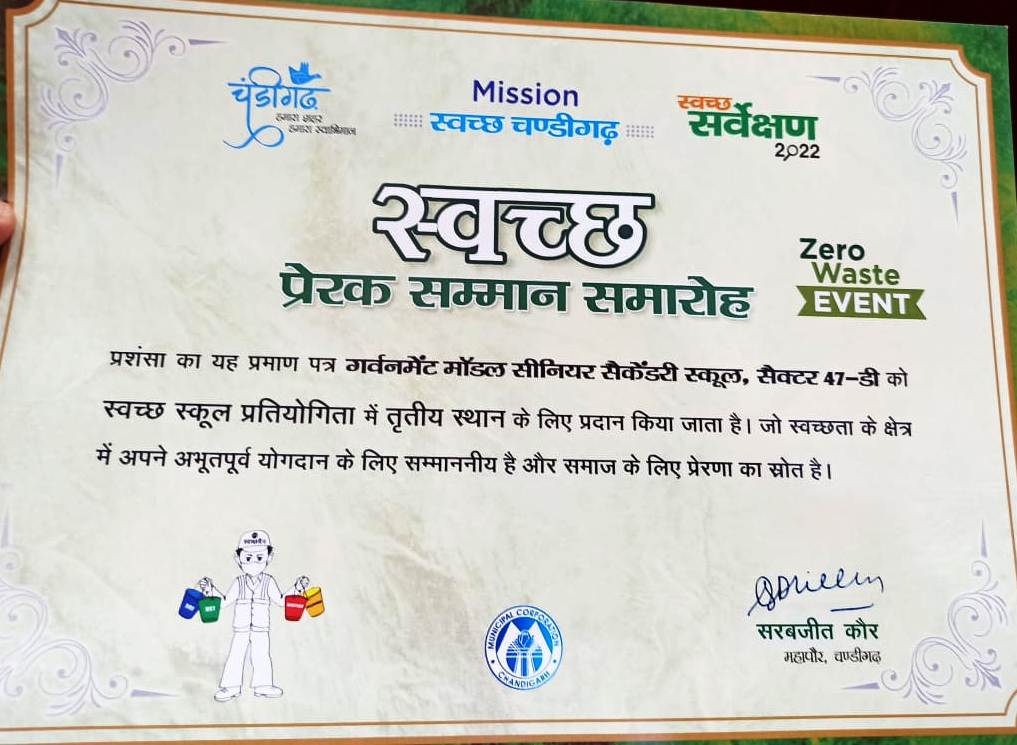 चंडीगढ़
हमारा शहर
हमारा स्वाभिमान
Mission
स्वच्छ चण्डीगढ़
स्वच्छ
सर्वेक्षण
2022
स्वच्छ
प्रेरक सम्मान समारोह
Zero
Waste
EVENT
प्रशंसा का यह प्रमाण पत्र गर्वनमेंट मॉडल सीनियर सैकेंडरी स्कूल, सैक्टर 47-डी को
स्वच्छ स्कूल प्रतियोगिता में तृतीय स्थान के लिए प्रदान किया जाता है। जो स्वच्छता के क्षेत्र
में अपने अभूतपूर्व योगदान के लिए सम्माननीय है और समाज के लिए प्रेरणा का स्रोत है।
MUNICIPAL CORPORATION
CHANDIGARH
सरबजीत कौर
महापौर, चण्डीगढ़